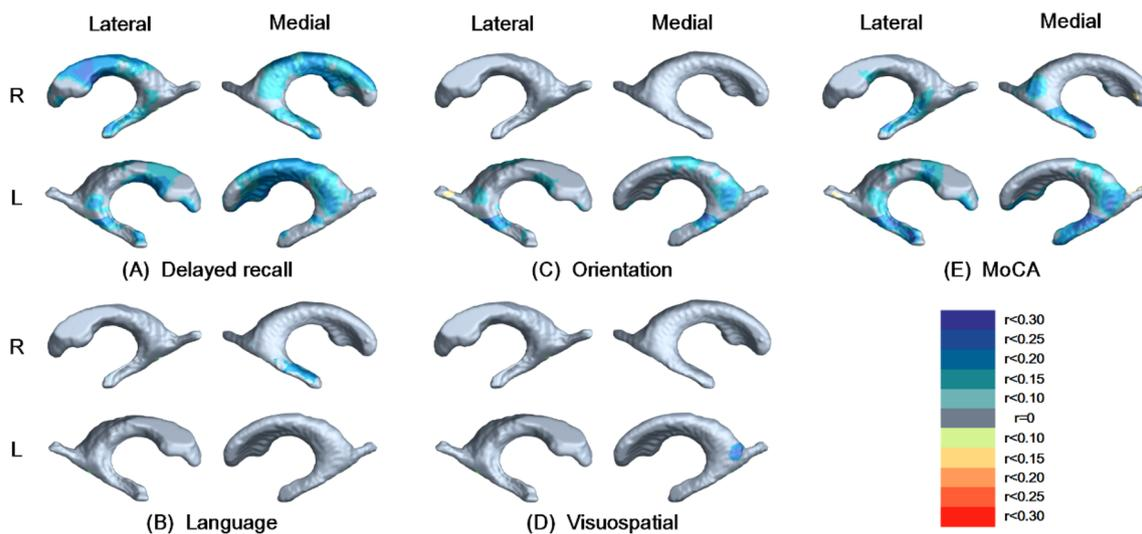 Lateral Medial Lateral Medial Lateral Medial
R
L
(A) Delayed recall (C) Orientation (E) MoCA
R
L
(B) Language (D) Visuospatial
r<0.30
r<0.25
r<0.20
r<0.15
r<0.10
r=0
r<0.10
r<0.15
r<0.20
r<0.25
r<0.30